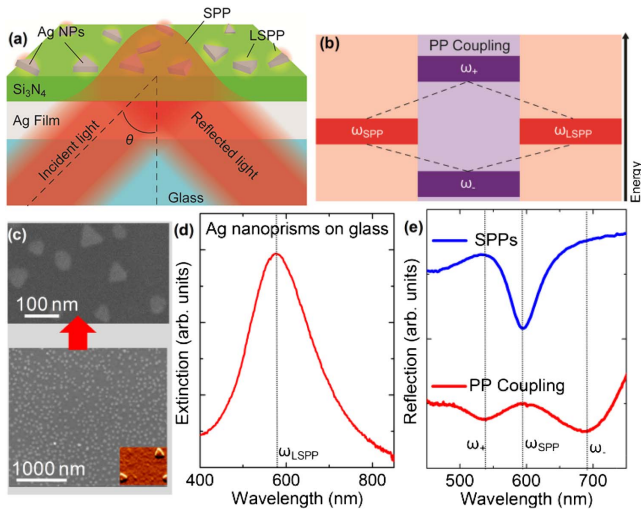 (a)
SPP
Ag NPs
LSPP
Si₃N₄
Ag Film
Incident light
θ
Reflected light
Glass
(b)
PP Coupling
ω₊
ωSPP
ωLSPP
ω₋
Energy
(c)
100 nm
1000 nm
(d)
Ag nanoprisms on glass
Extinction (arb. units)
ωLSPP
400
600
800
Wavelength (nm)
(e)
SPPs
PP Coupling
Reflection (arb. units)
ω₊
ωSPP
ω₋
500
600
700
Wavelength (nm)